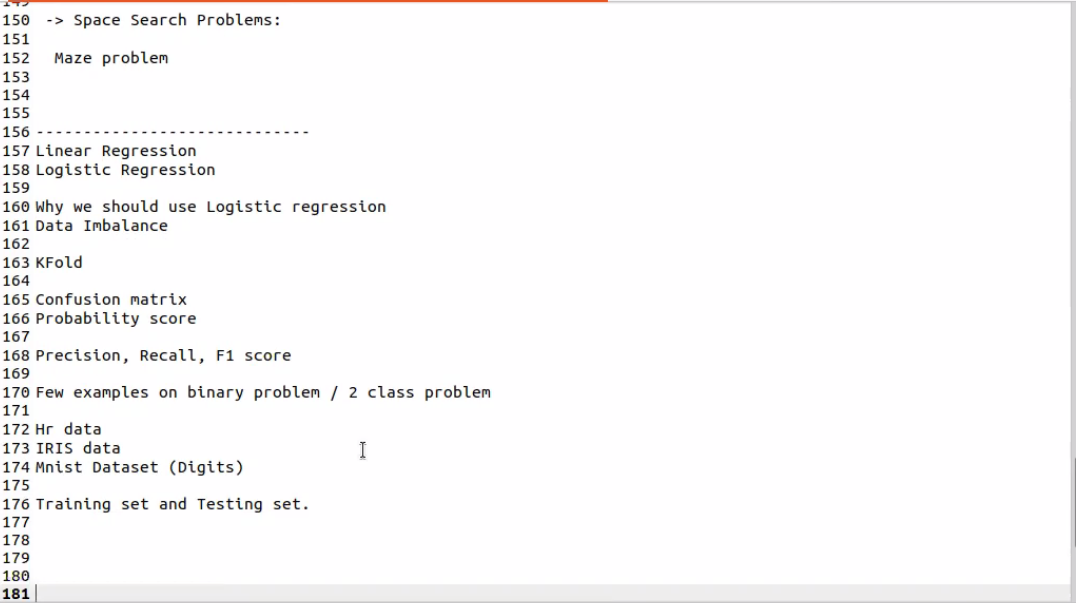 149
150 -> Space Search Problems:
151
152 Maze problem
153
154
155
156 -----------------------------
157 Linear Regression
158 Logistic Regression
159
160 Why we should use Logistic regression
161 Data Imbalance
162
163 KFold
164
165 Confusion matrix
166 Probability score
167
168 Precision, Recall, F1 score
169
170 Few examples on binary problem / 2 class problem
171
172 Hr data
173 IRIS data
174 Mnist Dataset (Digits)
175
176 Training set and Testing set.
177
178
179
180
181